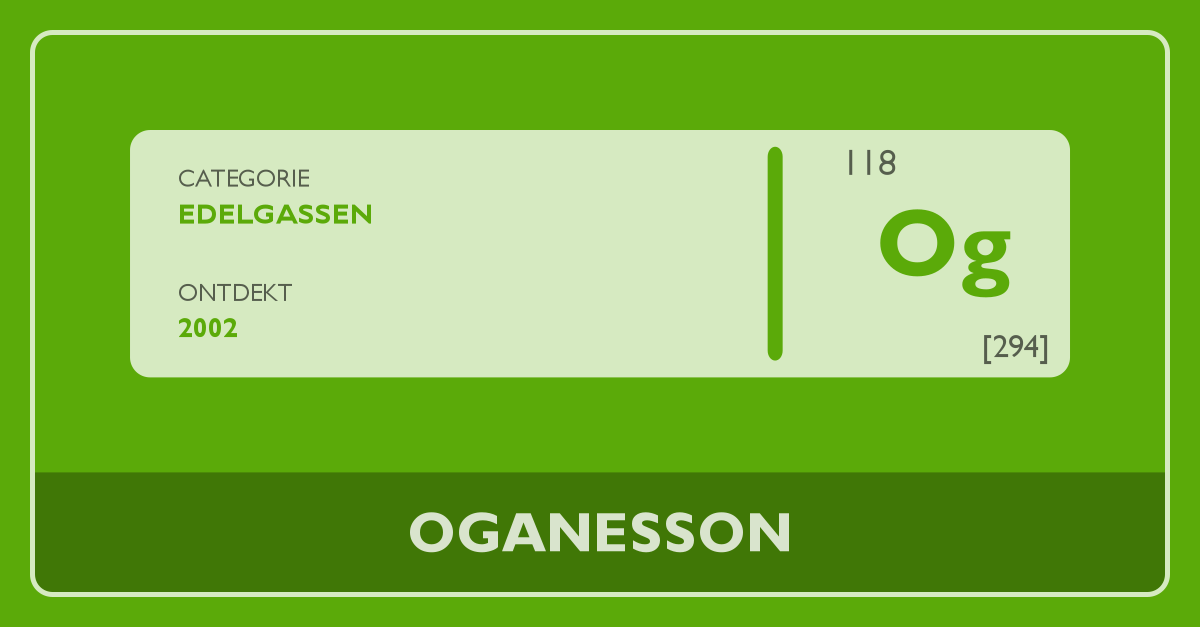 CATEGORIE
EDELGASSEN
ONTDEKT
2002
118
Og
[294]
OGANESSON